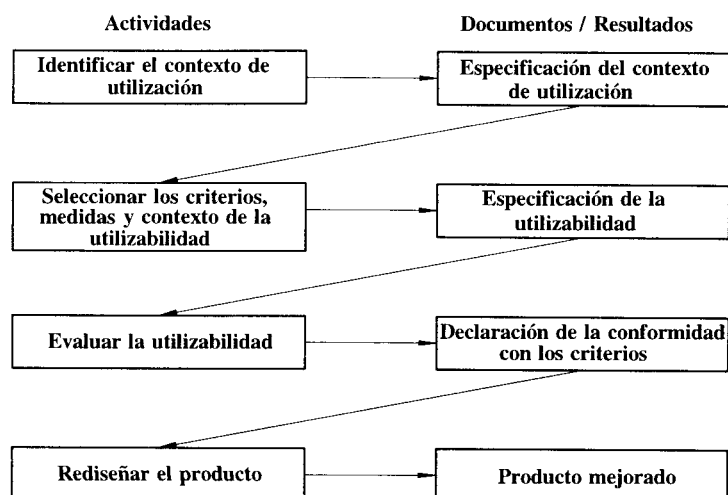 Actividades
Documentos / Resultados
Identificar el contexto de
utilización
Especificación del contexto
de utilización
Seleccionar los criterios,
medidas y contexto de la
utilizabilidad
Especificación de la
utilizabilidad
Evaluar la utilizabilidad
Declaración de la conformidad
con los criterios
Rediseñar el producto
Producto mejorado